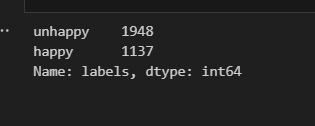 unhappy    1948
happy      1137
Name: labels, dtype: int64